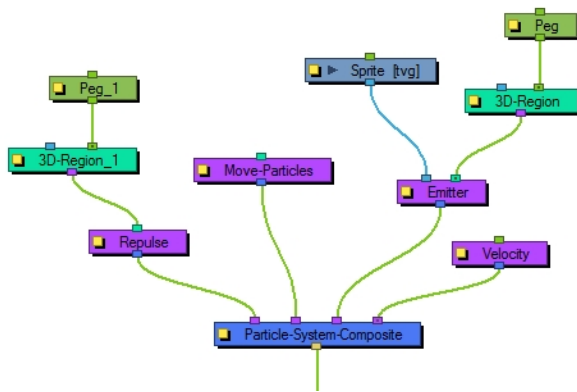 Peg
Sprite [tvg]
Peg_1
3D-Region
3D-Region_1
Move-Particles
Emitter
Repulse
Velocity
Particle-System-Composite